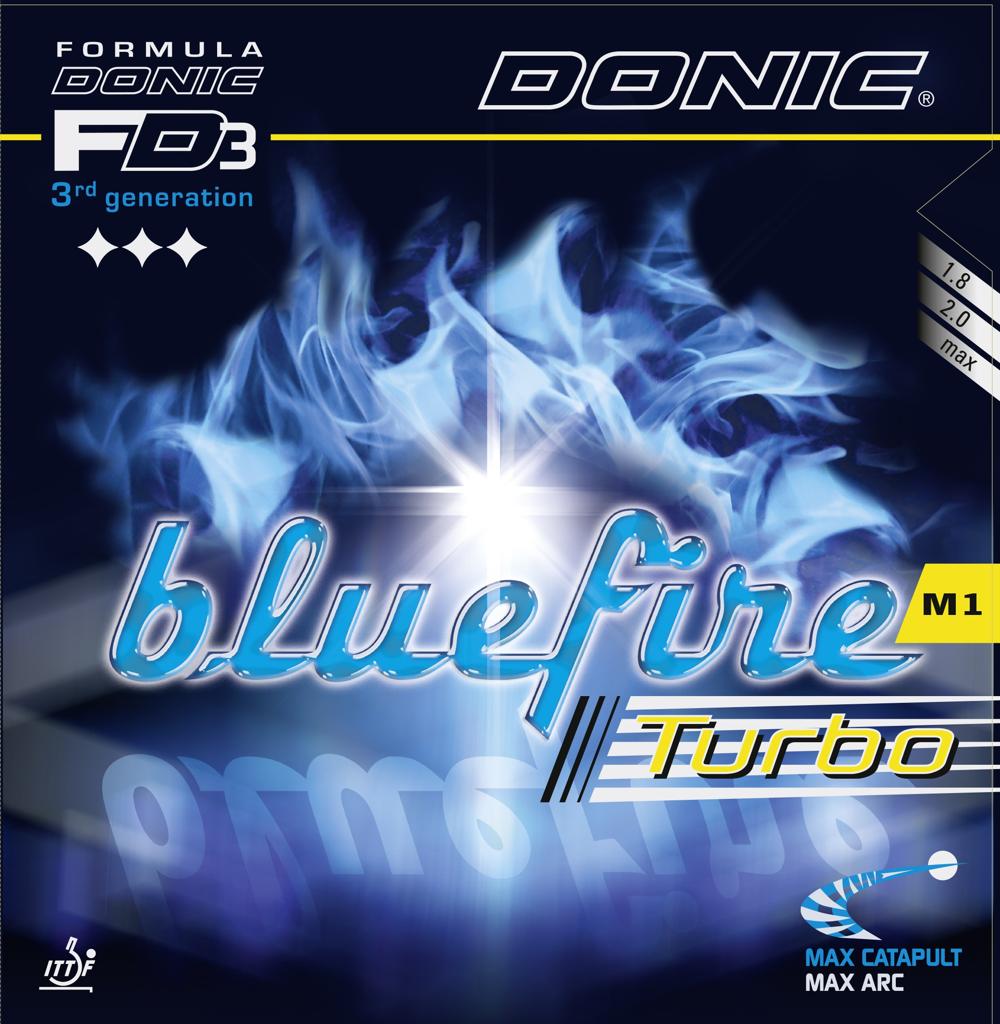 FORMULA
DONIC
FD3
3rd generation
DONIC®
1.8
2.0
max
bluefire
M1
Turbo
ITTF
MAX CATAPULT
MAX ARC